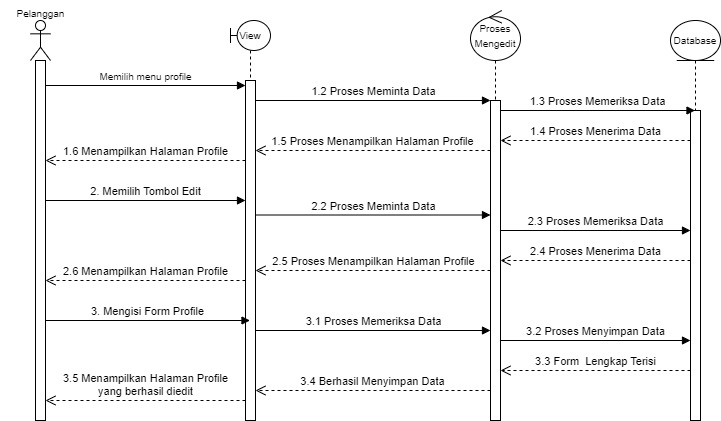 Pelanggan
View
Proses
Mengedit
Database
Memilih menu profile
1.2 Proses Meminta Data
1.3 Proses Memeriksa Data
1.4 Proses Menerima Data
1.5 Proses Menampilkan Halaman Profile
1.6 Menampilkan Halaman Profile
2. Memilih Tombol Edit
2.2 Proses Meminta Data
2.3 Proses Memeriksa Data
2.4 Proses Menerima Data
2.5 Proses Menampilkan Halaman Profile
2.6 Menampilkan Halaman Profile
3. Mengisi Form Profile
3.1 Proses Memeriksa Data
3.2 Proses Menyimpan Data
3.3 Form Lengkap Terisi
3.4 Berhasil Menyimpan Data
3.5 Menampilkan Halaman Profile
yang berhasil diedit